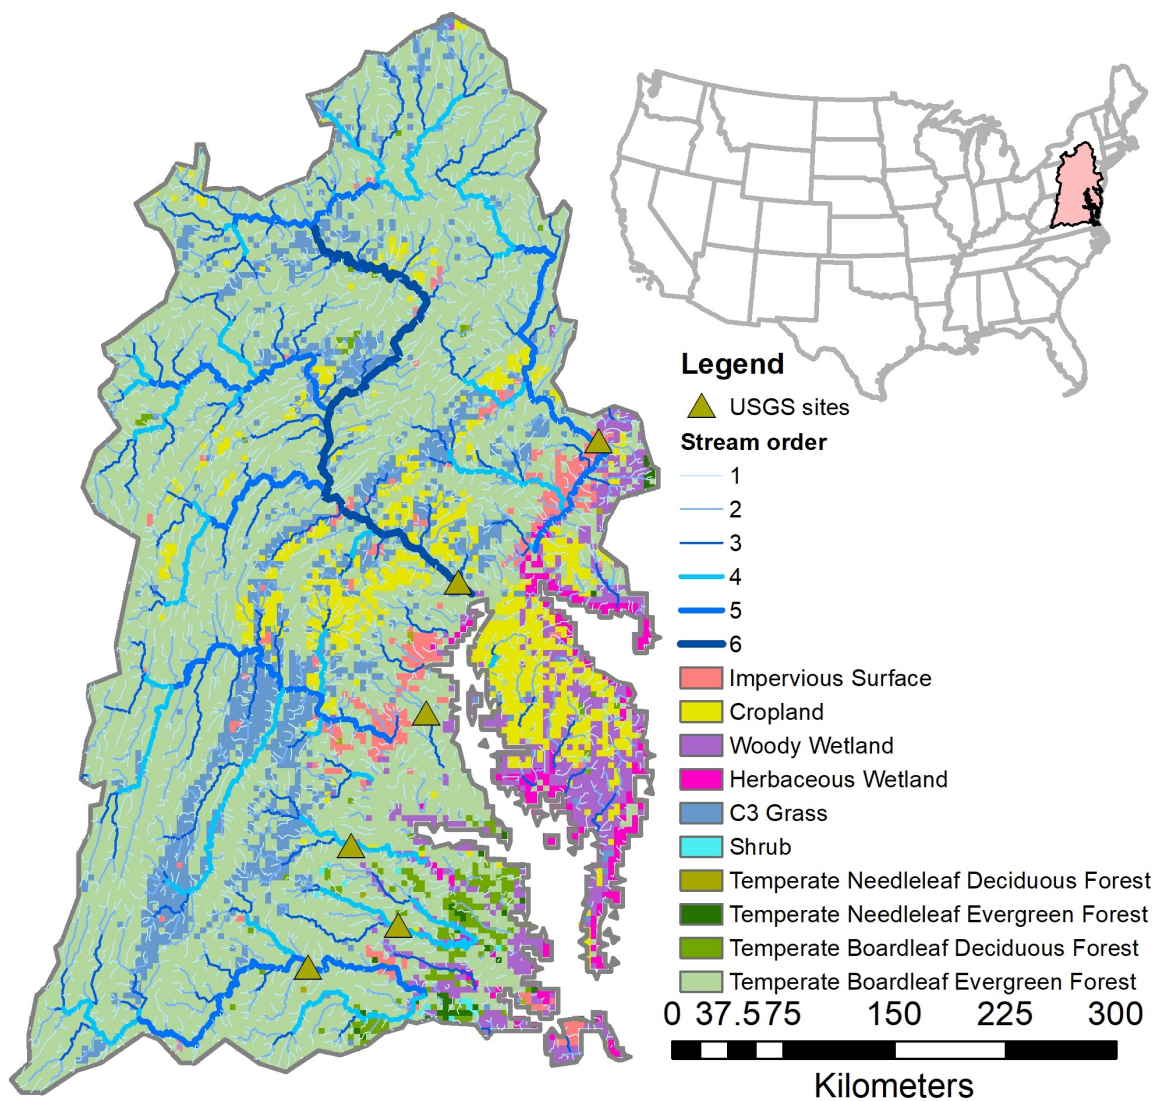 Legend
USGS sites
Stream order
1
2
3
4
5
6
Impervious Surface
Cropland
Woody Wetland
Herbaceous Wetland
C3 Grass
Shrub
Temperate Needleleaf Deciduous Forest
Temperate Needleleaf Evergreen Forest
Temperate Boardleaf Deciduous Forest
Temperate Boardleaf Evergreen Forest
0 37.5 75 150 225 300
Kilometers